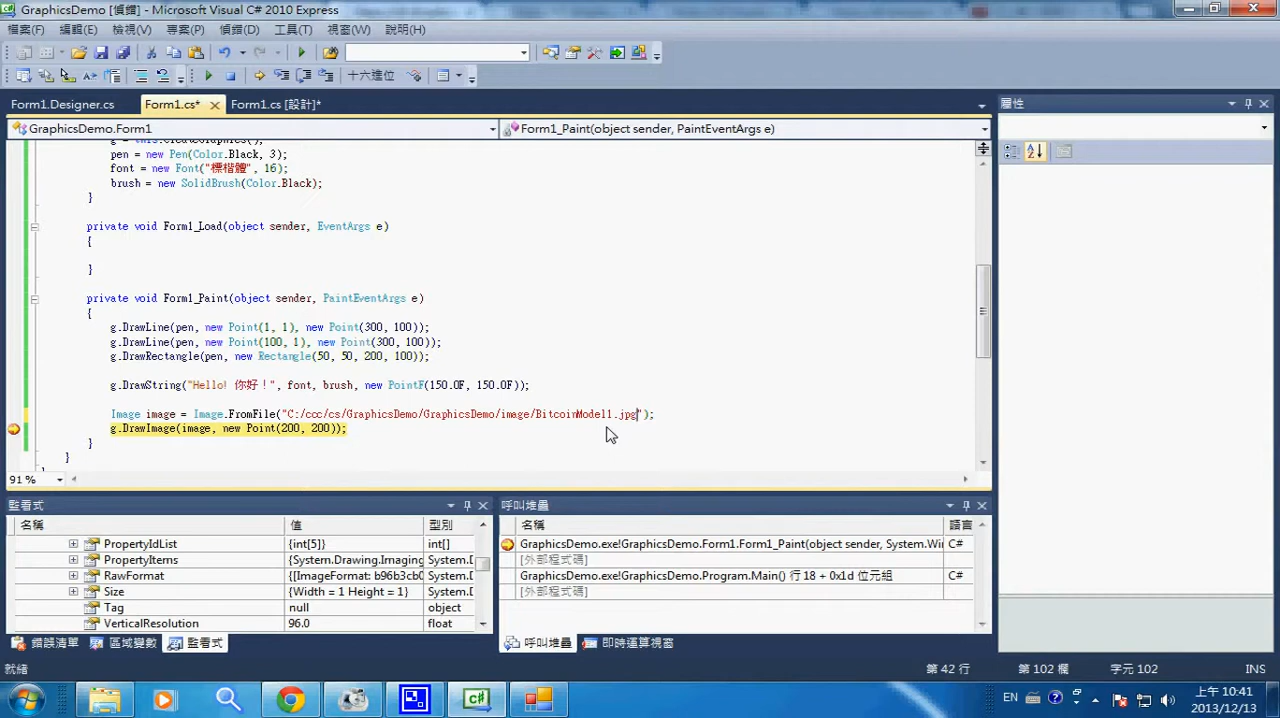 GraphicsDemo [偵錯] - Microsoft Visual C# 2010 Express
檔案(F) 編輯(E) 檢視(V) 專案(P) 偵錯(D) 工具(T) 視窗(W) 說明(H)
十六進位
Form1.Designer.cs Form1.cs* Form1.cs [設計]*
屬性
GraphicsDemo.Form1 Form1_Paint(object sender, PaintEventArgs e)
g = this.CreateGraphics();
pen = new Pen(Color.Black, 3);
font = new Font("標楷體", 16);
brush = new SolidBrush(Color.Black);
}
private void Form1_Load(object sender, EventArgs e)
{
}
private void Form1_Paint(object sender, PaintEventArgs e)
{
g.DrawLine(pen, new Point(1, 1), new Point(300, 100));
g.DrawLine(pen, new Point(100, 1), new Point(300, 100));
g.DrawRectangle(pen, new Rectangle(50, 50, 200, 100));
g.DrawString("Hello! 你好！", font, brush, new PointF(150.0F, 150.0F));
Image image = Image.FromFile("C:/ccc/cs/GraphicsDemo/GraphicsDemo/image/BitcoinModel1.jpg");
g.DrawImage(image, new Point(200, 200));
}
}
91 %
監看式
名稱 值 型別
PropertyIdList {int[5]} int[]
PropertyItems {System.Drawing.Imaging System.D
RawFormat {[ImageFormat: b96b3cb0 System.D
Size {Width = 1 Height = 1} System.D
Tag null object
VerticalResolution 96.0 float
錯誤清單 區域變數 監看式
呼叫堆疊
名稱 語言
GraphicsDemo.exe!GraphicsDemo.Form1.Form1_Paint(object sender, System.Wi C#
[外部程式碼]
GraphicsDemo.exe!GraphicsDemo.Program.Main() 行 18 + 0x1d 位元組 C#
[外部程式碼]
呼叫堆疊 即時運算視窗
就緒 第 42 行 第 102 欄 字元 102 INS
EN
上午 10:41
2013/12/13